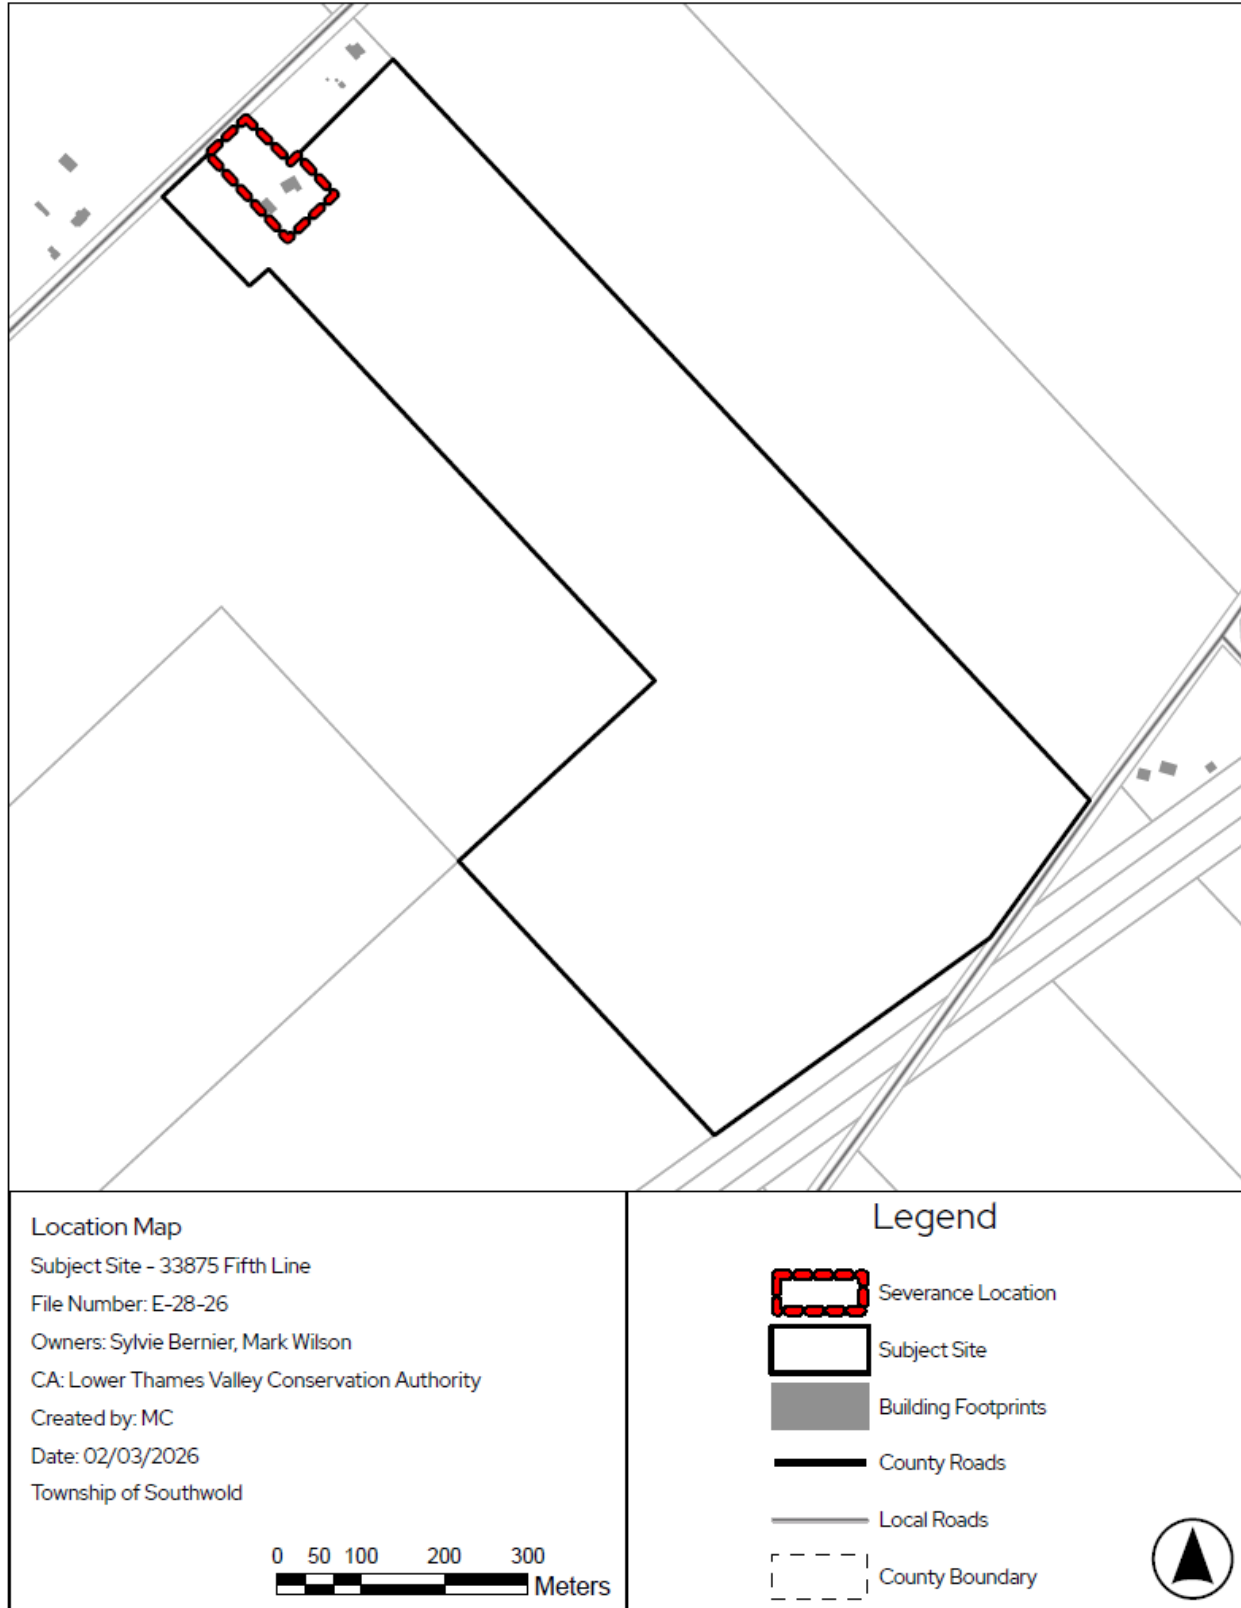 Location Map
Subject Site - 33875 Fifth Line
File Number: E-28-26
Owners: Sylvie Bernier, Mark Wilson
CA: Lower Thames Valley Conservation Authority
Created by: MC
Date: 02/03/2026
Township of Southwold
0 50 100 200 300
Meters
Legend
Severance Location
Subject Site
Building Footprints
County Roads
Local Roads
County Boundary